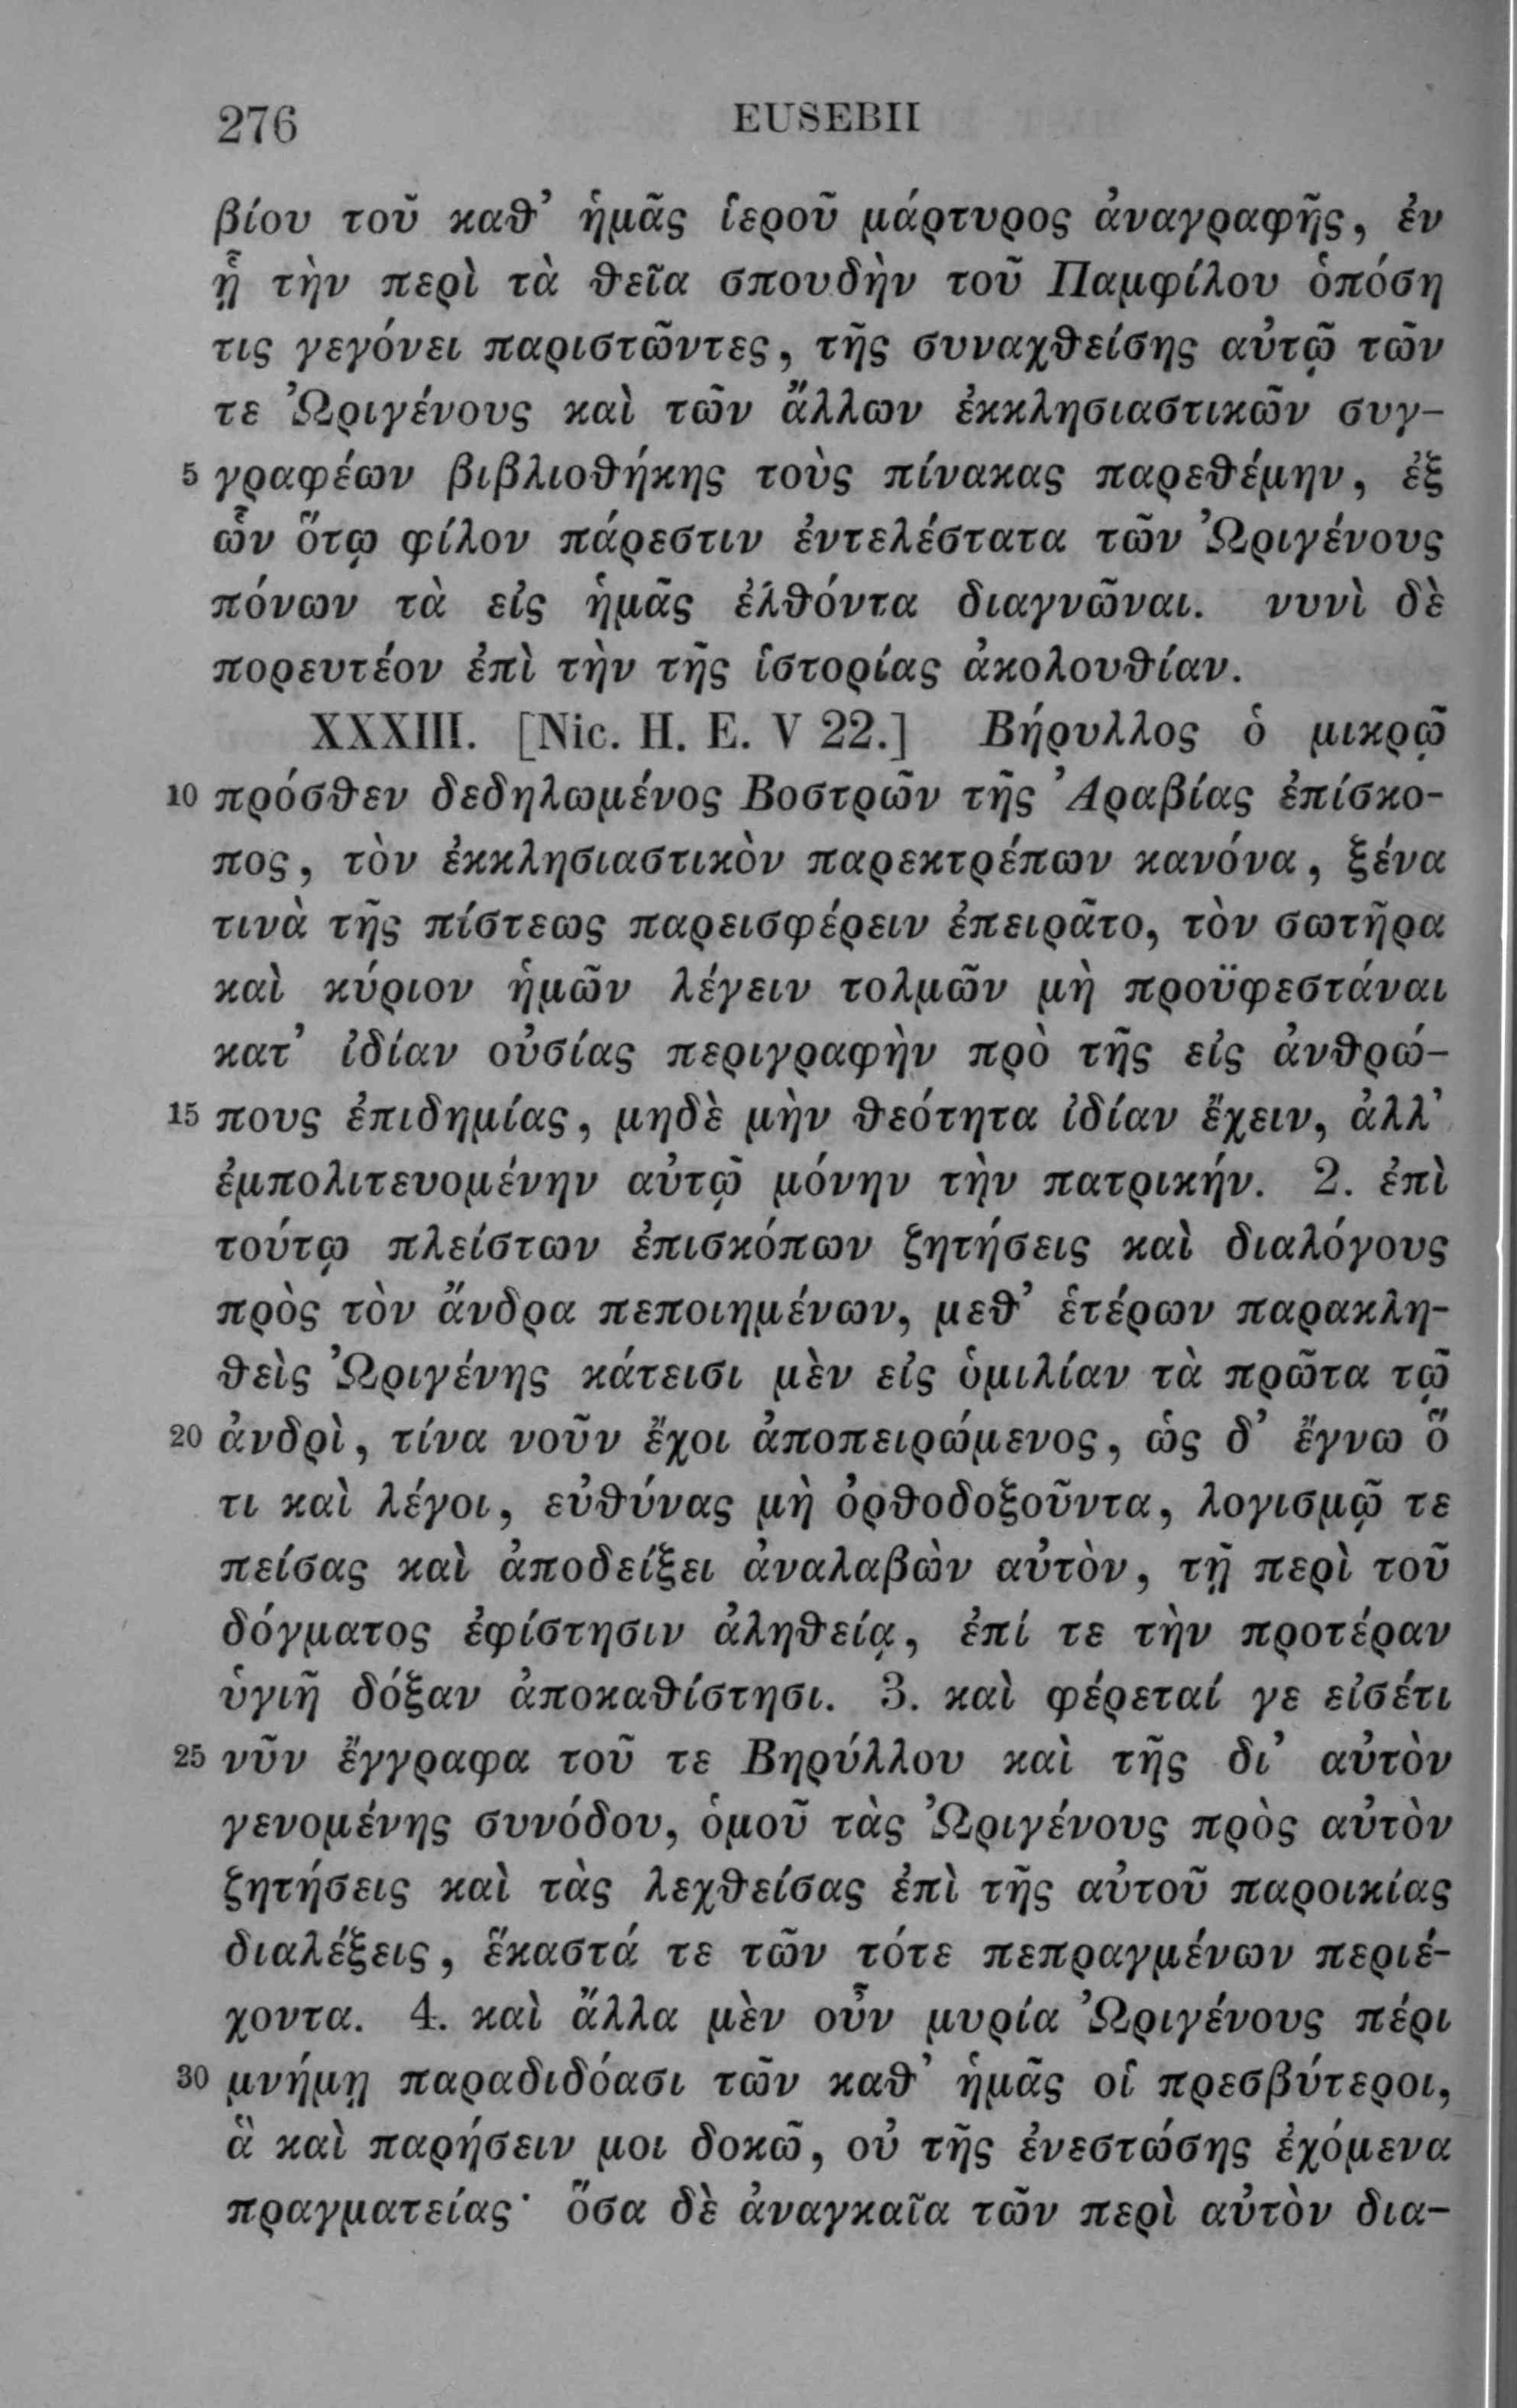 276 EUSEBII
βίου τοῦ καθ’ ἡμᾶς ἱεροῦ μάρτυρος ἀναγραφῆς, ἐν
ᾗ τὴν περὶ τὰ θεῖα σπουδὴν τοῦ Παμφίλου ὁπόση
τις γεγόνει παριστῶντες, τῆς συναχθείσης αὐτῷ τῶν
τε Ὠριγένους καὶ τῶν ἄλλων ἐκκλησιαστικῶν συγ-
5 γραφέων βιβλιοθήκης τοὺς πίνακας παρεθέμην, ἐξ
ὧν ὅτῳ φίλον πάρεστιν ἐντελέστατα τῶν Ὠριγένους
πόνων τὰ εἰς ἡμᾶς ἐλθόντα διαγνῶναι. νυνὶ δὲ
πορευτέον ἐπὶ τὴν τῆς ἱστορίας ἀκολουθίαν.
XXXIII. [Nic. H. E. V 22.] Βήρυλλος ὁ μικρῷ
10 πρόσθεν δεδηλωμένος Βοστρῶν τῆς Ἀραβίας ἐπίσκο-
πος, τὸν ἐκκλησιαστικὸν παρεκτρέπων κανόνα, ξένα
τινὰ τῆς πίστεως παρεισφέρειν ἐπειρᾶτο, τὸν σωτῆρα
καὶ κύριον ἡμῶν λέγειν τολμῶν μὴ προϋφεστάναι
κατ’ ἰδίαν οὐσίας περιγραφὴν πρὸ τῆς εἰς ἀνθρώ-
15 πους ἐπιδημίας, μηδὲ μὴν θεότητα ἰδίαν ἔχειν, ἀλλ’
ἐμπολιτευομένην αὐτῷ μόνην τὴν πατρικήν. 2. ἐπὶ
τούτῳ πλείστων ἐπισκόπων ζητήσεις καὶ διαλόγους
πρὸς τὸν ἄνδρα πεποιημένων, μεθ’ ἑτέρων παρακλη-
θεὶς Ὠριγένης κάτεισι μὲν εἰς ὁμιλίαν τὰ πρῶτα τῷ
20 ἀνδρὶ, τίνα νοῦν ἔχοι ἀποπειρώμενος, ὡς δ’ ἔγνω ὅ
τι καὶ λέγοι, εὐθύνας μὴ ὀρθοδοξοῦντα, λογισμῷ τε
πείσας καὶ ἀποδείξει ἀναλαβὼν αὐτὸν, τῇ περὶ τοῦ
δόγματος ἐφίστησιν ἀληθείᾳ, ἐπί τε τὴν προτέραν
ὑγιῆ δόξαν ἀποκαθίστησι. 3. καὶ φέρεταί γε εἰσέτι
25 νῦν ἔγγραφα τοῦ τε Βηρύλλου καὶ τῆς δι’ αὐτὸν
γενομένης συνόδου, ὁμοῦ τὰς Ὠριγένους πρὸς αὐτὸν
ζητήσεις καὶ τὰς λεχθείσας ἐπὶ τῆς αὐτοῦ παροικίας
διαλέξεις, ἕκαστά τε τῶν τότε πεπραγμένων περιέ-
χοντα. 4. καὶ ἄλλα μὲν οὖν μυρία Ὠριγένους πέρι
30 μνήμῃ παραδιδόασι τῶν καθ’ ἡμᾶς οἱ πρεσβύτεροι,
ἃ καὶ παρήσειν μοι δοκῶ, οὐ τῆς ἐνεστώσης ἐχόμενα
πραγματείας· ὅσα δὲ ἀναγκαῖα τῶν περὶ αὐτὸν δια-